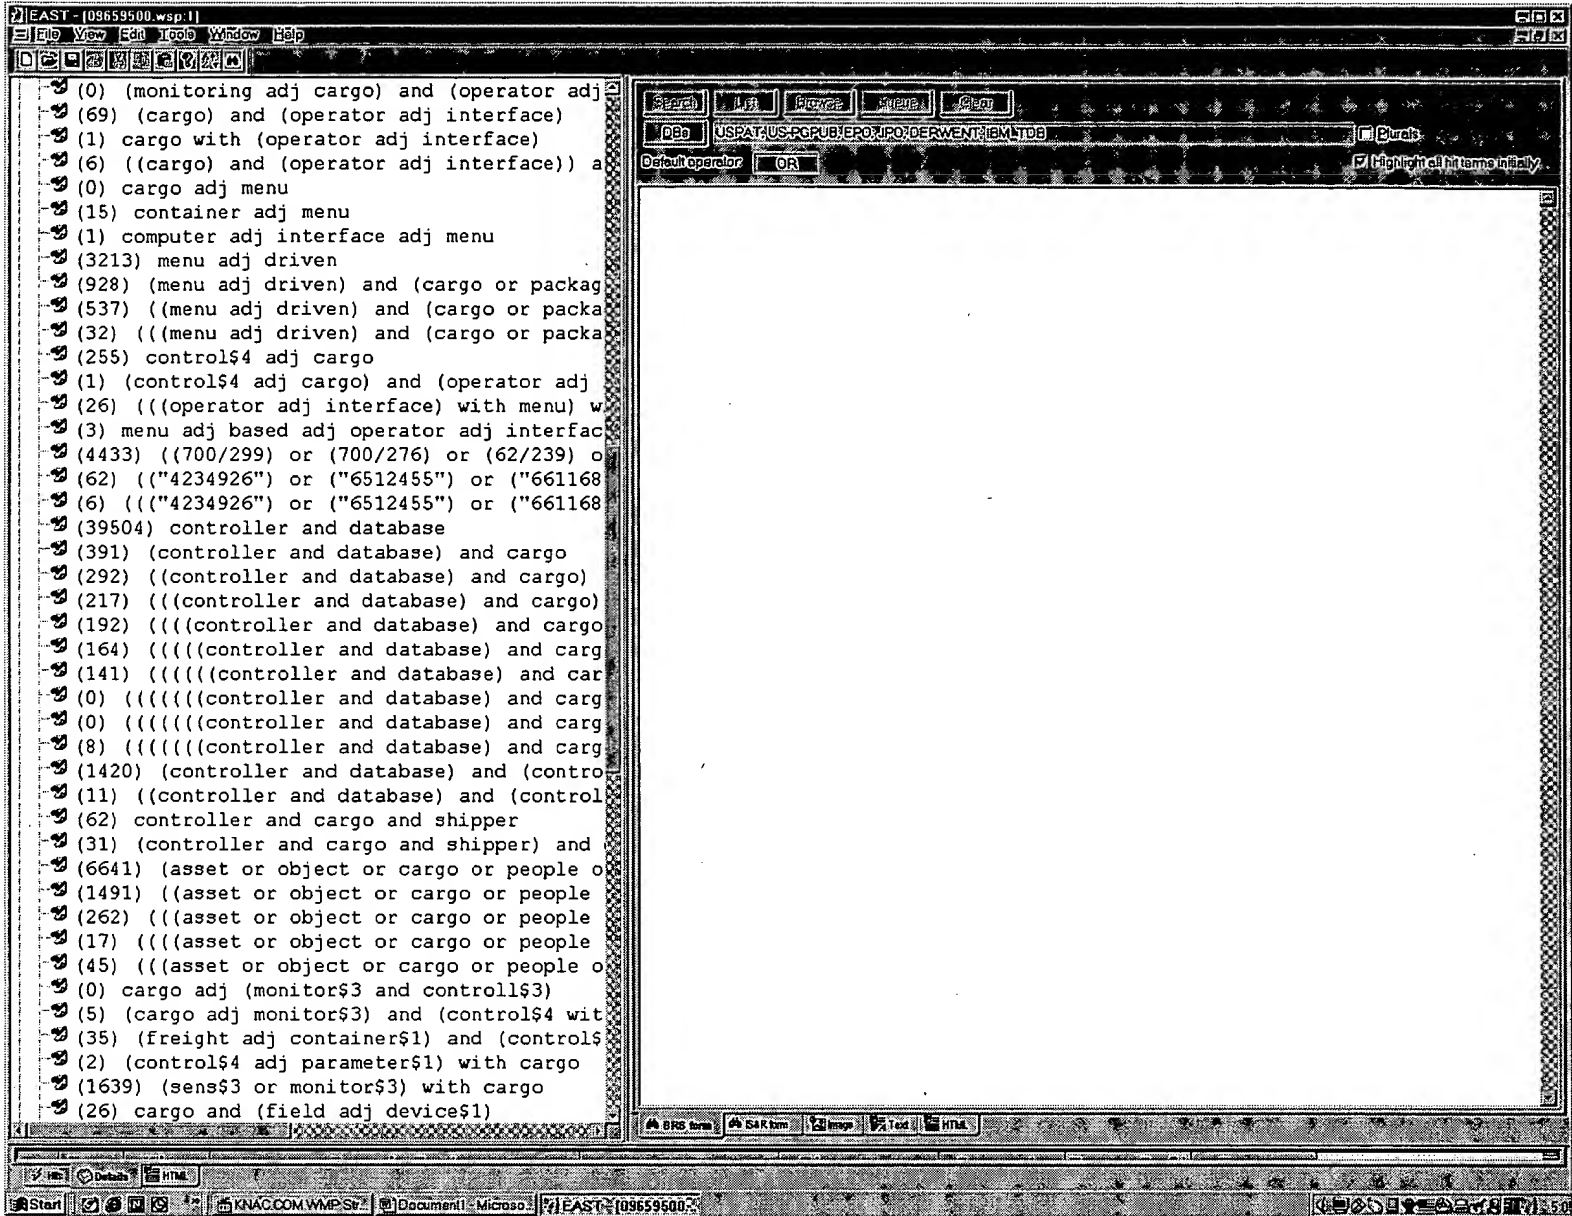 EAST - [09659500.wsp:1]
File View Edit Tools Window Help
(0) (monitoring adj cargo) and (operator adj
(69) (cargo) and (operator adj interface)
(1) cargo with (operator adj interface)
(6) ((cargo) and (operator adj interface)) a
(0) cargo adj menu
(15) container adj menu
(1) computer adj interface adj menu
(3213) menu adj driven
(928) (menu adj driven) and (cargo or packag
(537) ((menu adj driven) and (cargo or packa
(32) (((menu adj driven) and (cargo or packa
(255) control$4 adj cargo
(1) (control$4 adj cargo) and (operator adj
(26) (((operator adj interface) with menu) w
(3) menu adj based adj operator adj interfac
(4433) ((700/299) or (700/276) or (62/239) o
(62) (("4234926") or ("6512455") or ("661168
(6) ((("4234926") or ("6512455") or ("661168
(39504) controller and database
(391) (controller and database) and cargo
(292) ((controller and database) and cargo)
(217) (((controller and database) and cargo)
(192) ((((controller and database) and cargo
(164) (((((controller and database) and carg
(141) ((((((controller and database) and car
(0) (((((((controller and database) and carg
(0) (((((((controller and database) and carg
(8) (((((((controller and database) and carg
(1420) (controller and database) and (contro
(11) ((controller and database) and (control
(62) controller and cargo and shipper
(31) (controller and cargo and shipper) and
(6641) (asset or object or cargo or people o
(1491) ((asset or object or cargo or people
(262) (((asset or object or cargo or people
(17) ((((asset or object or cargo or people
(45) (((asset or object or cargo or people o
(0) cargo adj (monitor$3 and controll$3)
(5) (cargo adj monitor$3) and (control$4 wit
(35) (freight adj container$1) and (control$
(2) (control$4 adj parameter$1) with cargo
(1639) (sens$3 or monitor$3) with cargo
(26) cargo and (field adj device$1)
Search List Browse Queue Clear
DBs USPAT; US-PGPUB; EPO; JPO; DERWENT; IBM_TDB Plurals
Default operator: OR Highlight all hit terms initially
BRS form IS&R form Image Text HTML
Hits Details HTML
Start KNAC.COM WMP St... Document1 - Microso... EAST - [09659500....